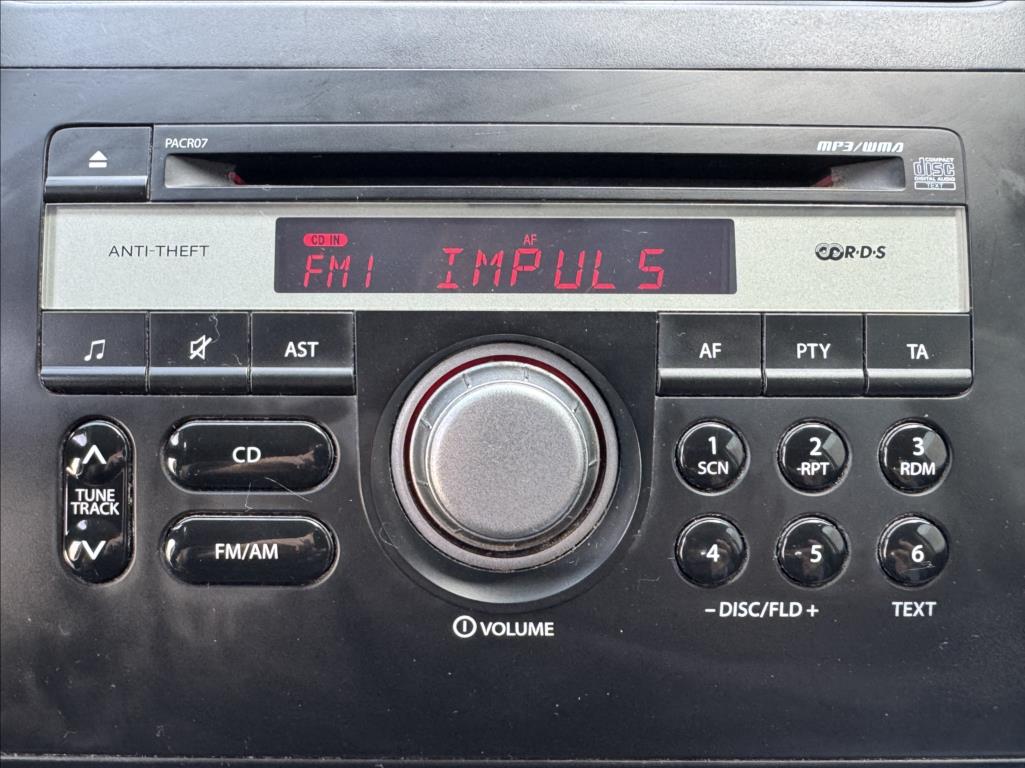 PACR07
MP3/WMA
COMPACT
disc
DIGITAL AUDIO
TEXT
ANTI-THEFT
CD IN
AF
FM1 IMPULS
R·D·S
AST
AF
PTY
TA
1
SCN
2
RPT
3
RDM
CD
TUNE
TRACK
FM/AM
4
5
6
– DISC/FLD +
TEXT
VOLUME